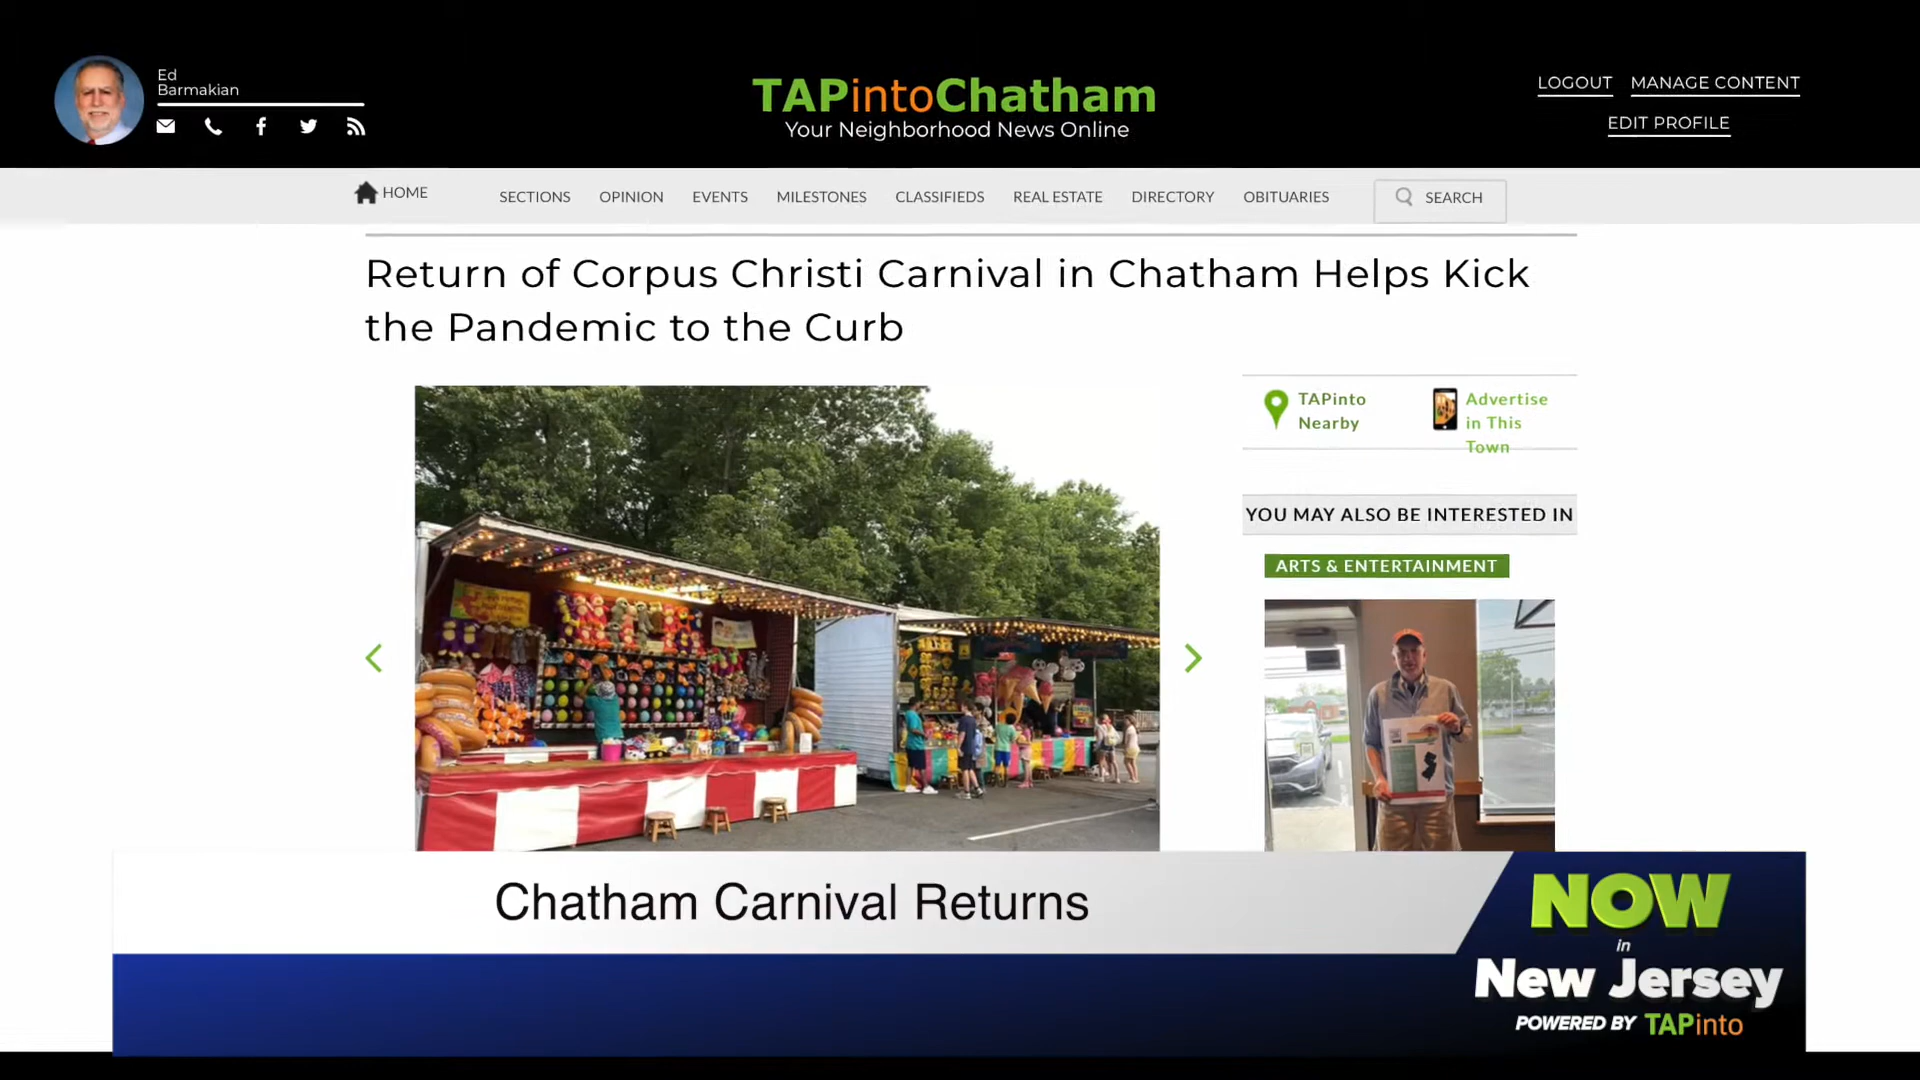 Ed
Barmakian
TAPintoChatham
Your Neighborhood News Online
LOGOUT MANAGE CONTENT
EDIT PROFILE
HOME SECTIONS OPINION EVENTS MILESTONES CLASSIFIEDS REAL ESTATE DIRECTORY OBITUARIES SEARCH
Return of Corpus Christi Carnival in Chatham Helps Kick
the Pandemic to the Curb
TAPinto
Nearby
Advertise
in This
Town
YOU MAY ALSO BE INTERESTED IN
ARTS & ENTERTAINMENT
Chatham Carnival Returns
NOW
in
New Jersey
POWERED BY TAPinto